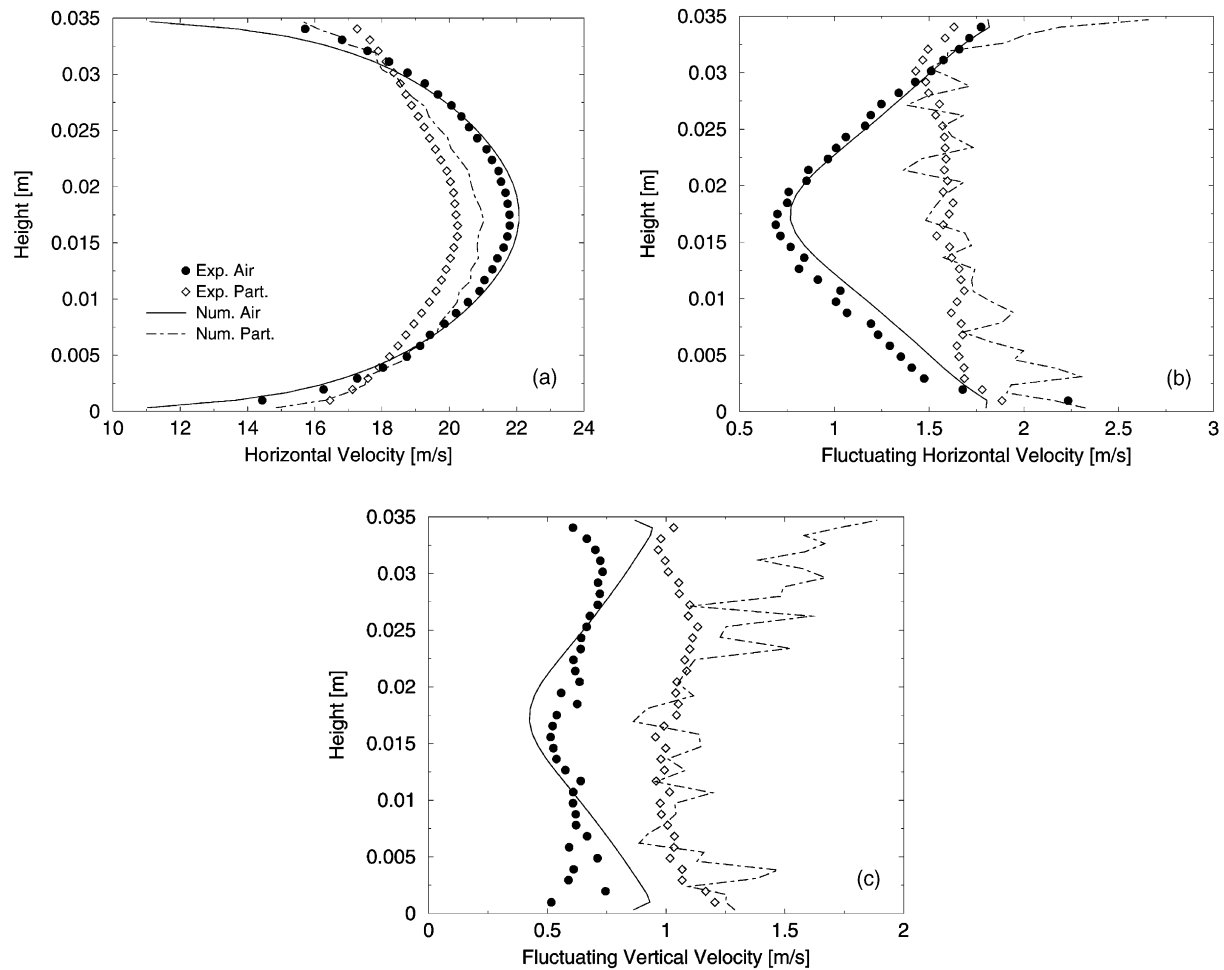 0.035
0.03
0.025
0.02
0.015
0.01
0.005
0
Height [m]
Exp. Air
Exp. Part.
Num. Air
Num. Part.
(a)
10 12 14 16 18 20 22 24
Horizontal Velocity [m/s]
0.035
0.03
0.025
0.02
0.015
0.01
0.005
0
Height [m]
(b)
0.5 1 1.5 2 2.5 3
Fluctuating Horizontal Velocity [m/s]
0.035
0.03
0.025
0.02
0.015
0.01
0.005
0
Height [m]
(c)
0 0.5 1 1.5 2
Fluctuating Vertical Velocity [m/s]